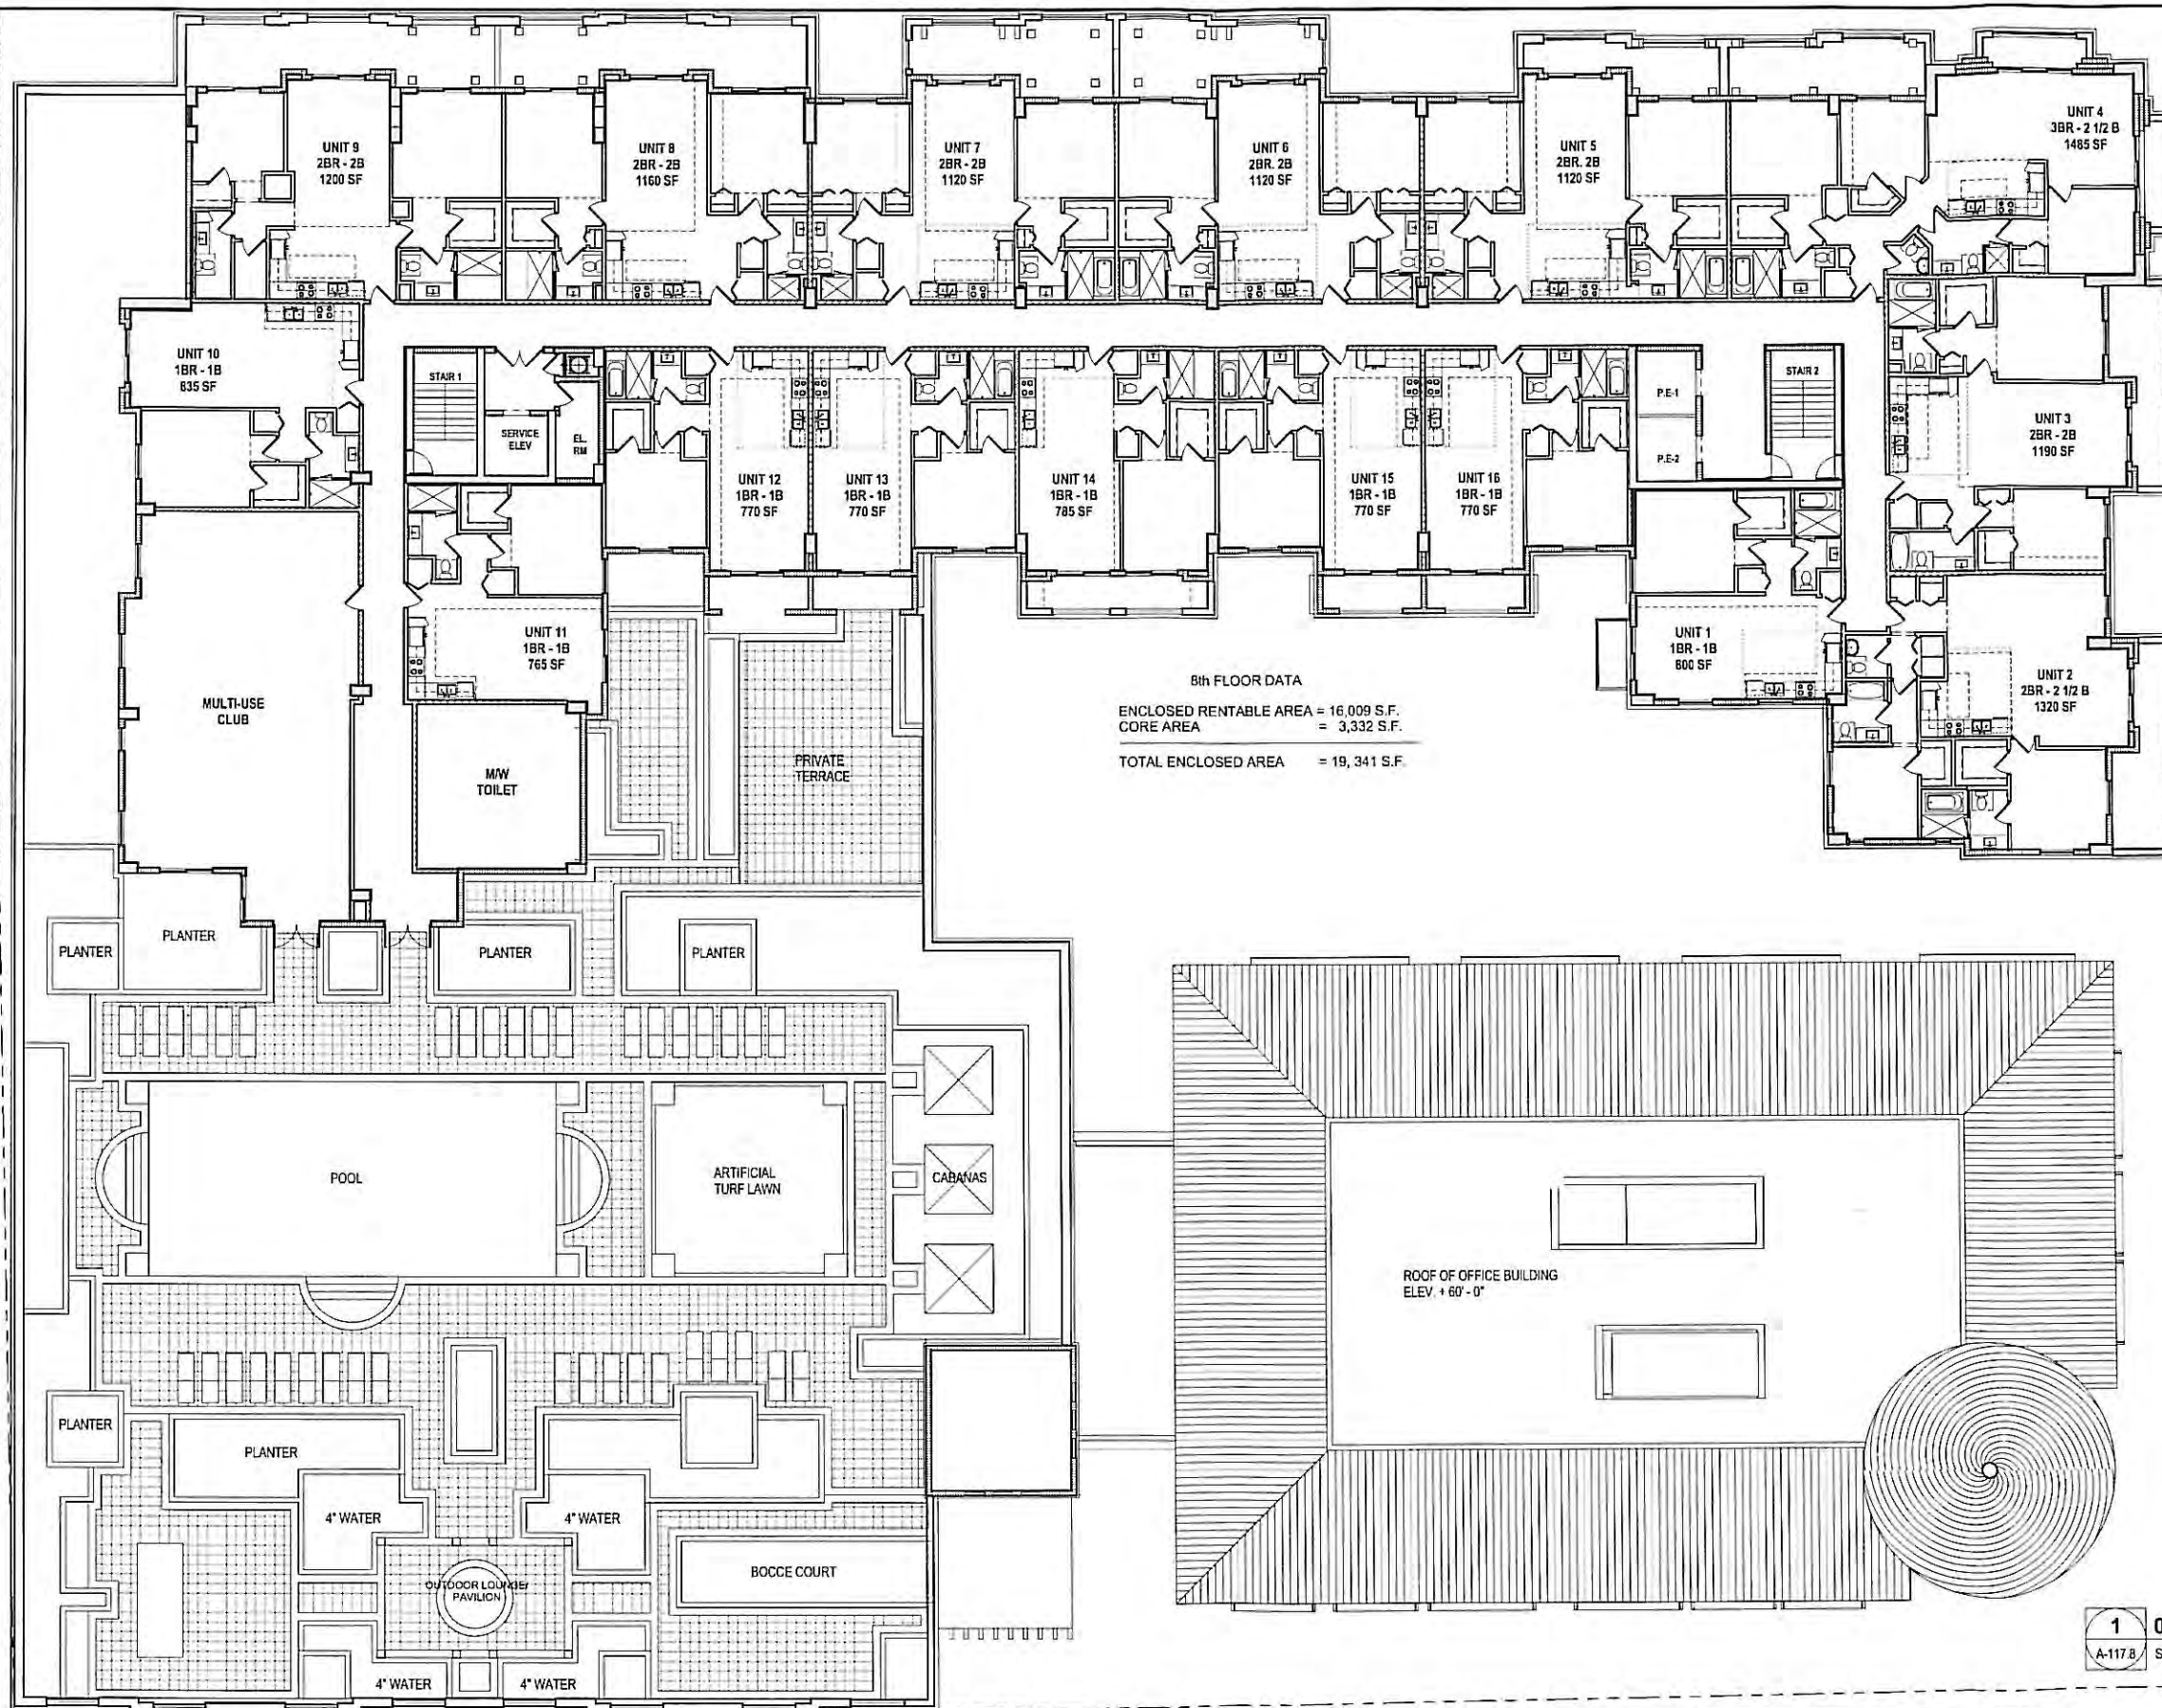 UNIT 9
2BR - 2B
1200 SF
UNIT 8
2BR - 2B
1160 SF
UNIT 7
2BR - 2B
1120 SF
UNIT 6
2BR. 2B
1120 SF
UNIT 5
2BR. 2B
1120 SF
UNIT 4
3BR - 2 1/2 B
1485 SF
UNIT 10
1BR - 1B
835 SF
STAIR 1
SERVICE
ELEV
EL.
RM
UNIT 12
1BR - 1B
770 SF
UNIT 13
1BR - 1B
770 SF
UNIT 14
1BR - 1B
785 SF
UNIT 15
1BR - 1B
770 SF
UNIT 16
1BR - 1B
770 SF
P.E-1
P.E-2
STAIR 2
UNIT 3
2BR - 2B
1190 SF
UNIT 11
1BR - 1B
765 SF
UNIT 1
1BR - 1B
800 SF
UNIT 2
2BR - 2 1/2 B
1320 SF
MULTI-USE
CLUB
M/W
TOILET
PRIVATE
TERRACE
8th FLOOR DATA
ENCLOSED RENTABLE AREA = 16,009 S.F.
CORE AREA = 3,332 S.F.
TOTAL ENCLOSED AREA = 19, 341 S.F.
PLANTER
PLANTER
PLANTER
PLANTER
POOL
ARTIFICIAL
TURF LAWN
CABANAS
ROOF OF OFFICE BUILDING
ELEV. + 60' - 0"
PLANTER
PLANTER
4" WATER
4" WATER
OUTDOOR LOUNGE/
PAVILION
BOCCE COURT
4" WATER
4" WATER
1
A-117.8